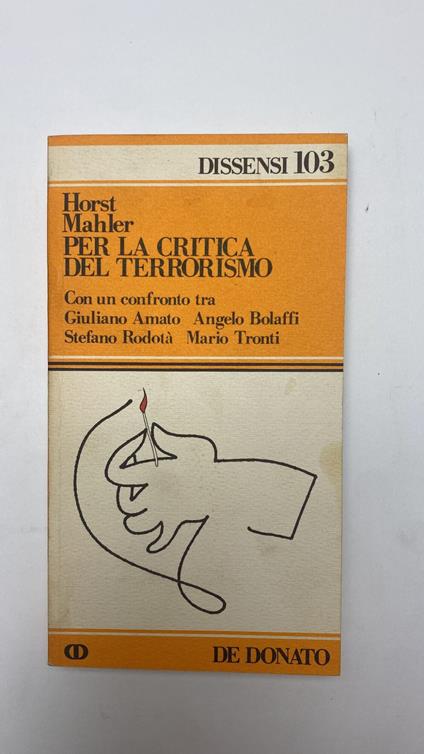 DISSENSI 103
Horst
Mahler
PER LA CRITICA
DEL TERRORISMO
Con un confronto tra
Giuliano Amato Angelo Bolaffi
Stefano Rodotà Mario Tronti
DE DONATO